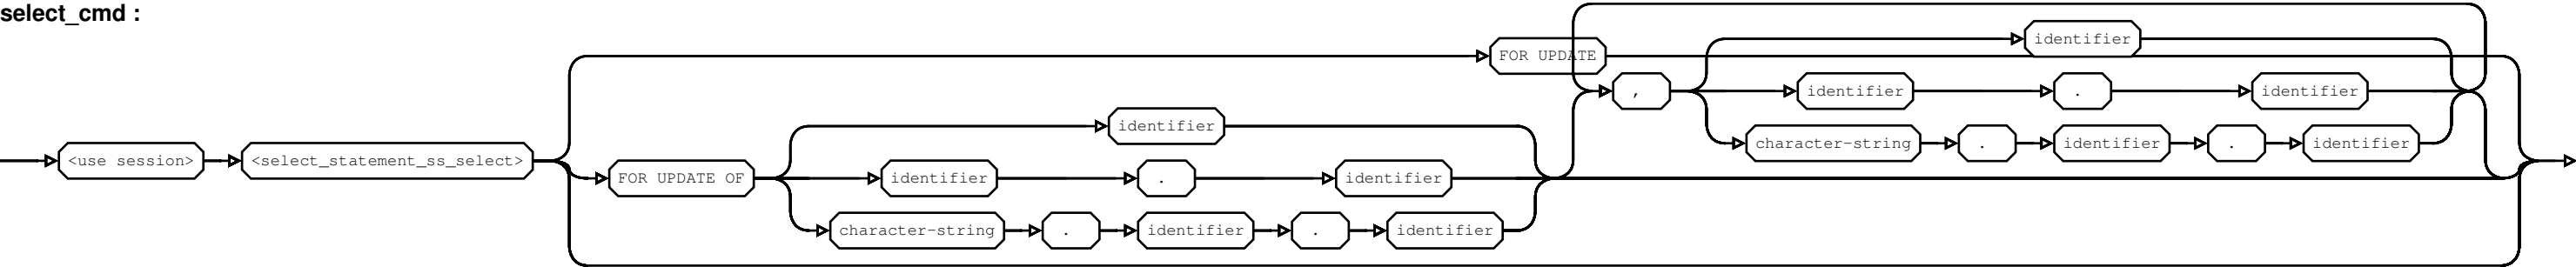 select_cmd :
identifier
FOR UPDATE
, identifier . identifier
identifier
character-string . identifier . identifier
<use session> <select_statement_ss_select>
FOR UPDATE OF identifier . identifier
character-string . identifier . identifier